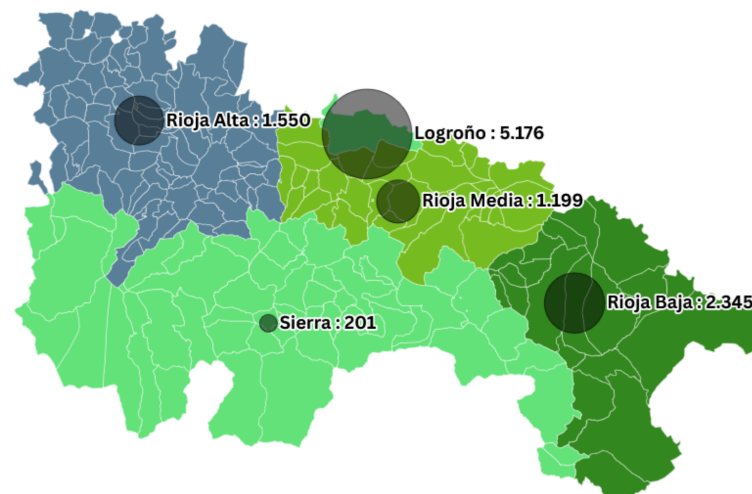 Rioja Alta : 1.550
Logroño : 5.176
Rioja Media : 1.199
Rioja Baja : 2.345
Sierra : 201